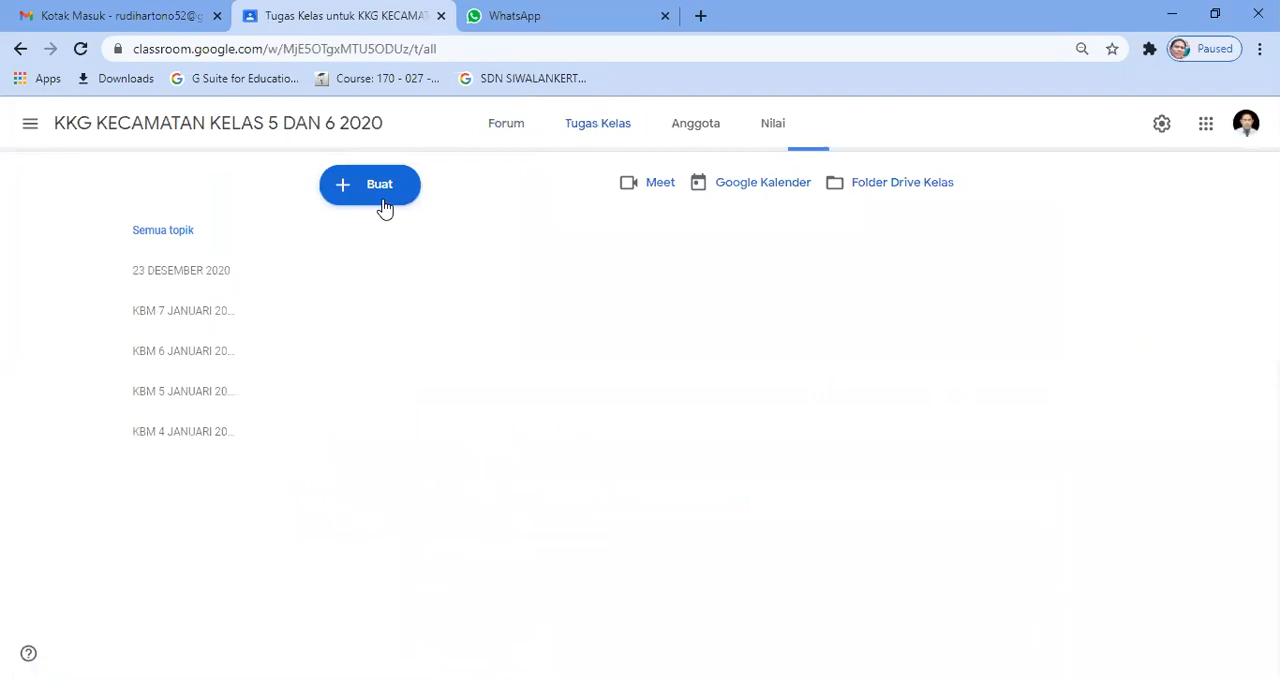 Kotak Masuk - rudihartono52@g
Tugas Kelas untuk KKG KECAMAT
WhatsApp
classroom.google.com/w/MjE5OTgxMTU5ODUz/t/all
Paused
Apps
Downloads
G Suite for Educatio...
Course: 170 - 027 -...
SDN SIWALANKERT...
KKG KECAMATAN KELAS 5 DAN 6 2020
Forum
Tugas Kelas
Anggota
Nilai
Buat
Meet
Google Kalender
Folder Drive Kelas
Semua topik
23 DESEMBER 2020
KBM 7 JANUARI 20...
KBM 6 JANUARI 20...
KBM 5 JANUARI 20...
KBM 4 JANUARI 20...